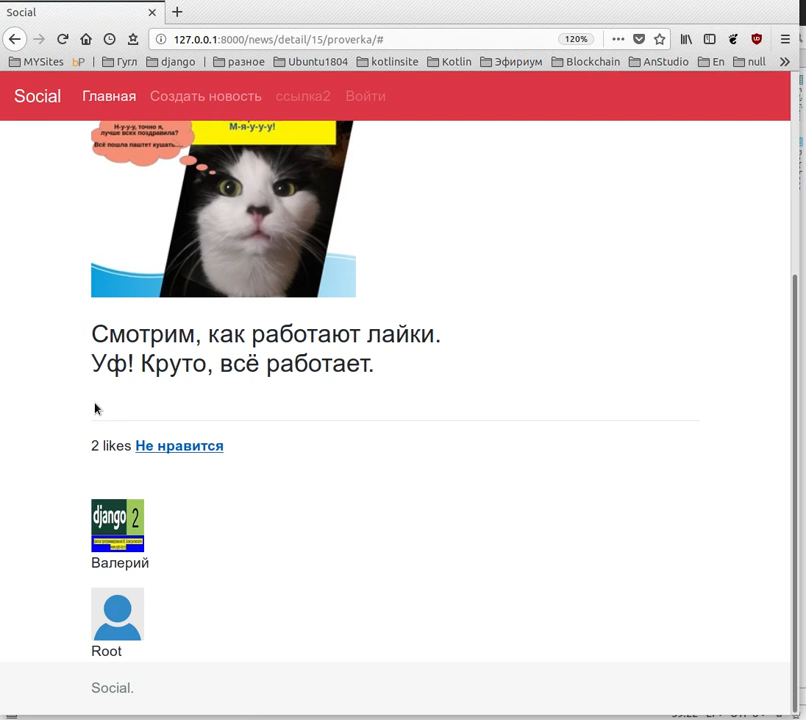 Social
127.0.0.1:8000/news/detail/15/proverka/#
120%
MYSites
bP
Гугл
django
разное
Ubuntu1804
kotlinsite
Kotlin
Эфириум
Blockchain
AnStudio
En
null
Social Главная Создать новость ссылка2 Войти
Н-у-у-у, точно я,
лучше всех поздравила?
Всё пошла паштет кушать...
М-я-у-у-у!
Смотрим, как работают лайки.
Уф! Круто, всё работает.
2 likes Не нравится
django 2
Валерий
Root
Social.